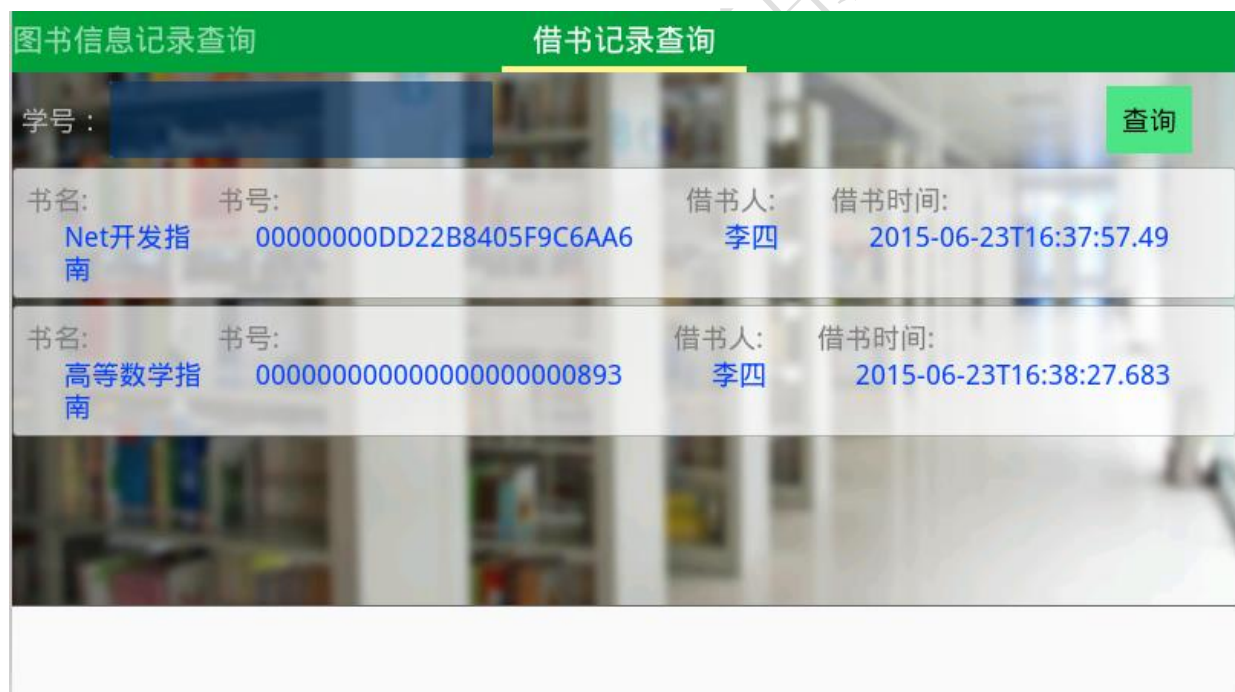 图书信息记录查询 借书记录查询
学号： 查询
书名: 书号: 借书人: 借书时间:
Net开发指 00000000DD22B8405F9C6AA6 李四 2015-06-23T16:37:57.49
南
书名: 书号: 借书人: 借书时间:
高等数学指 000000000000000000000893 李四 2015-06-23T16:38:27.683
南